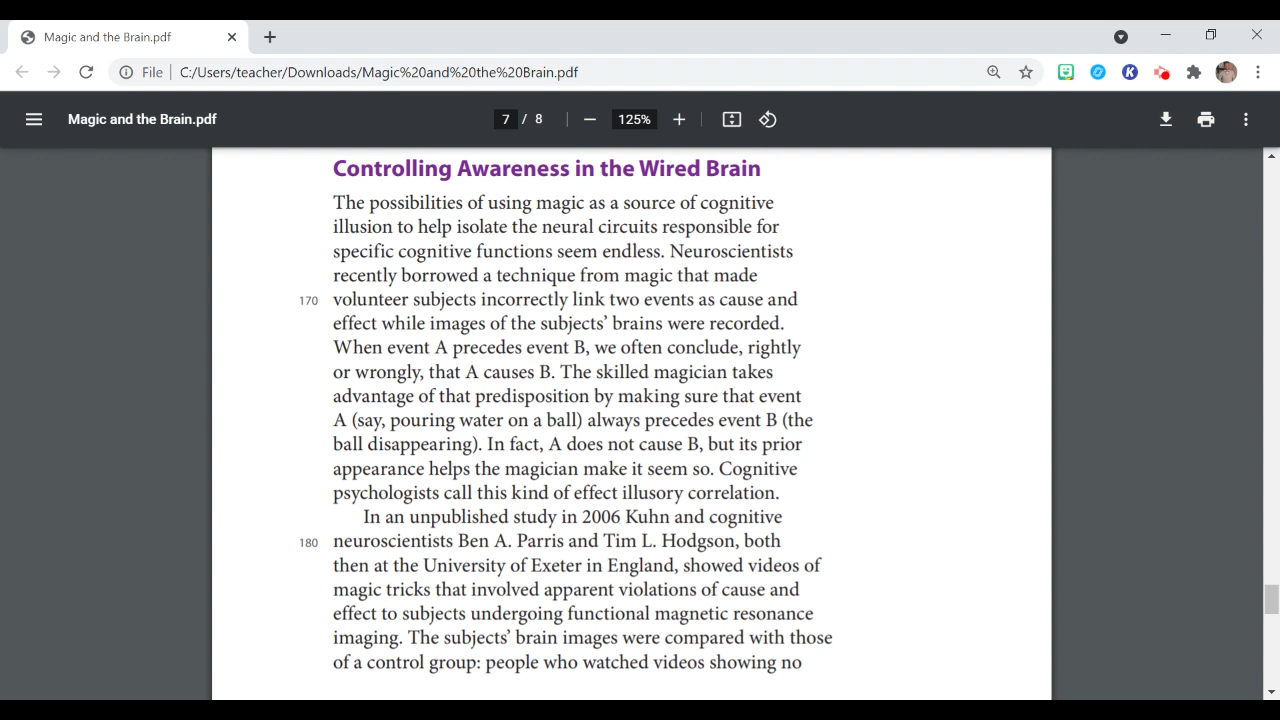 Magic and the Brain.pdf
File | C:/Users/teacher/Downloads/Magic%20and%20the%20Brain.pdf
Magic and the Brain.pdf 7 / 8 125%
Controlling Awareness in the Wired Brain
The possibilities of using magic as a source of cognitive
illusion to help isolate the neural circuits responsible for
specific cognitive functions seem endless. Neuroscientists
recently borrowed a technique from magic that made
170 volunteer subjects incorrectly link two events as cause and
effect while images of the subjects’ brains were recorded.
When event A precedes event B, we often conclude, rightly
or wrongly, that A causes B. The skilled magician takes
advantage of that predisposition by making sure that event
A (say, pouring water on a ball) always precedes event B (the
ball disappearing). In fact, A does not cause B, but its prior
appearance helps the magician make it seem so. Cognitive
psychologists call this kind of effect illusory correlation.
In an unpublished study in 2006 Kuhn and cognitive
180 neuroscientists Ben A. Parris and Tim L. Hodgson, both
then at the University of Exeter in England, showed videos of
magic tricks that involved apparent violations of cause and
effect to subjects undergoing functional magnetic resonance
imaging. The subjects’ brain images were compared with those
of a control group: people who watched videos showing no